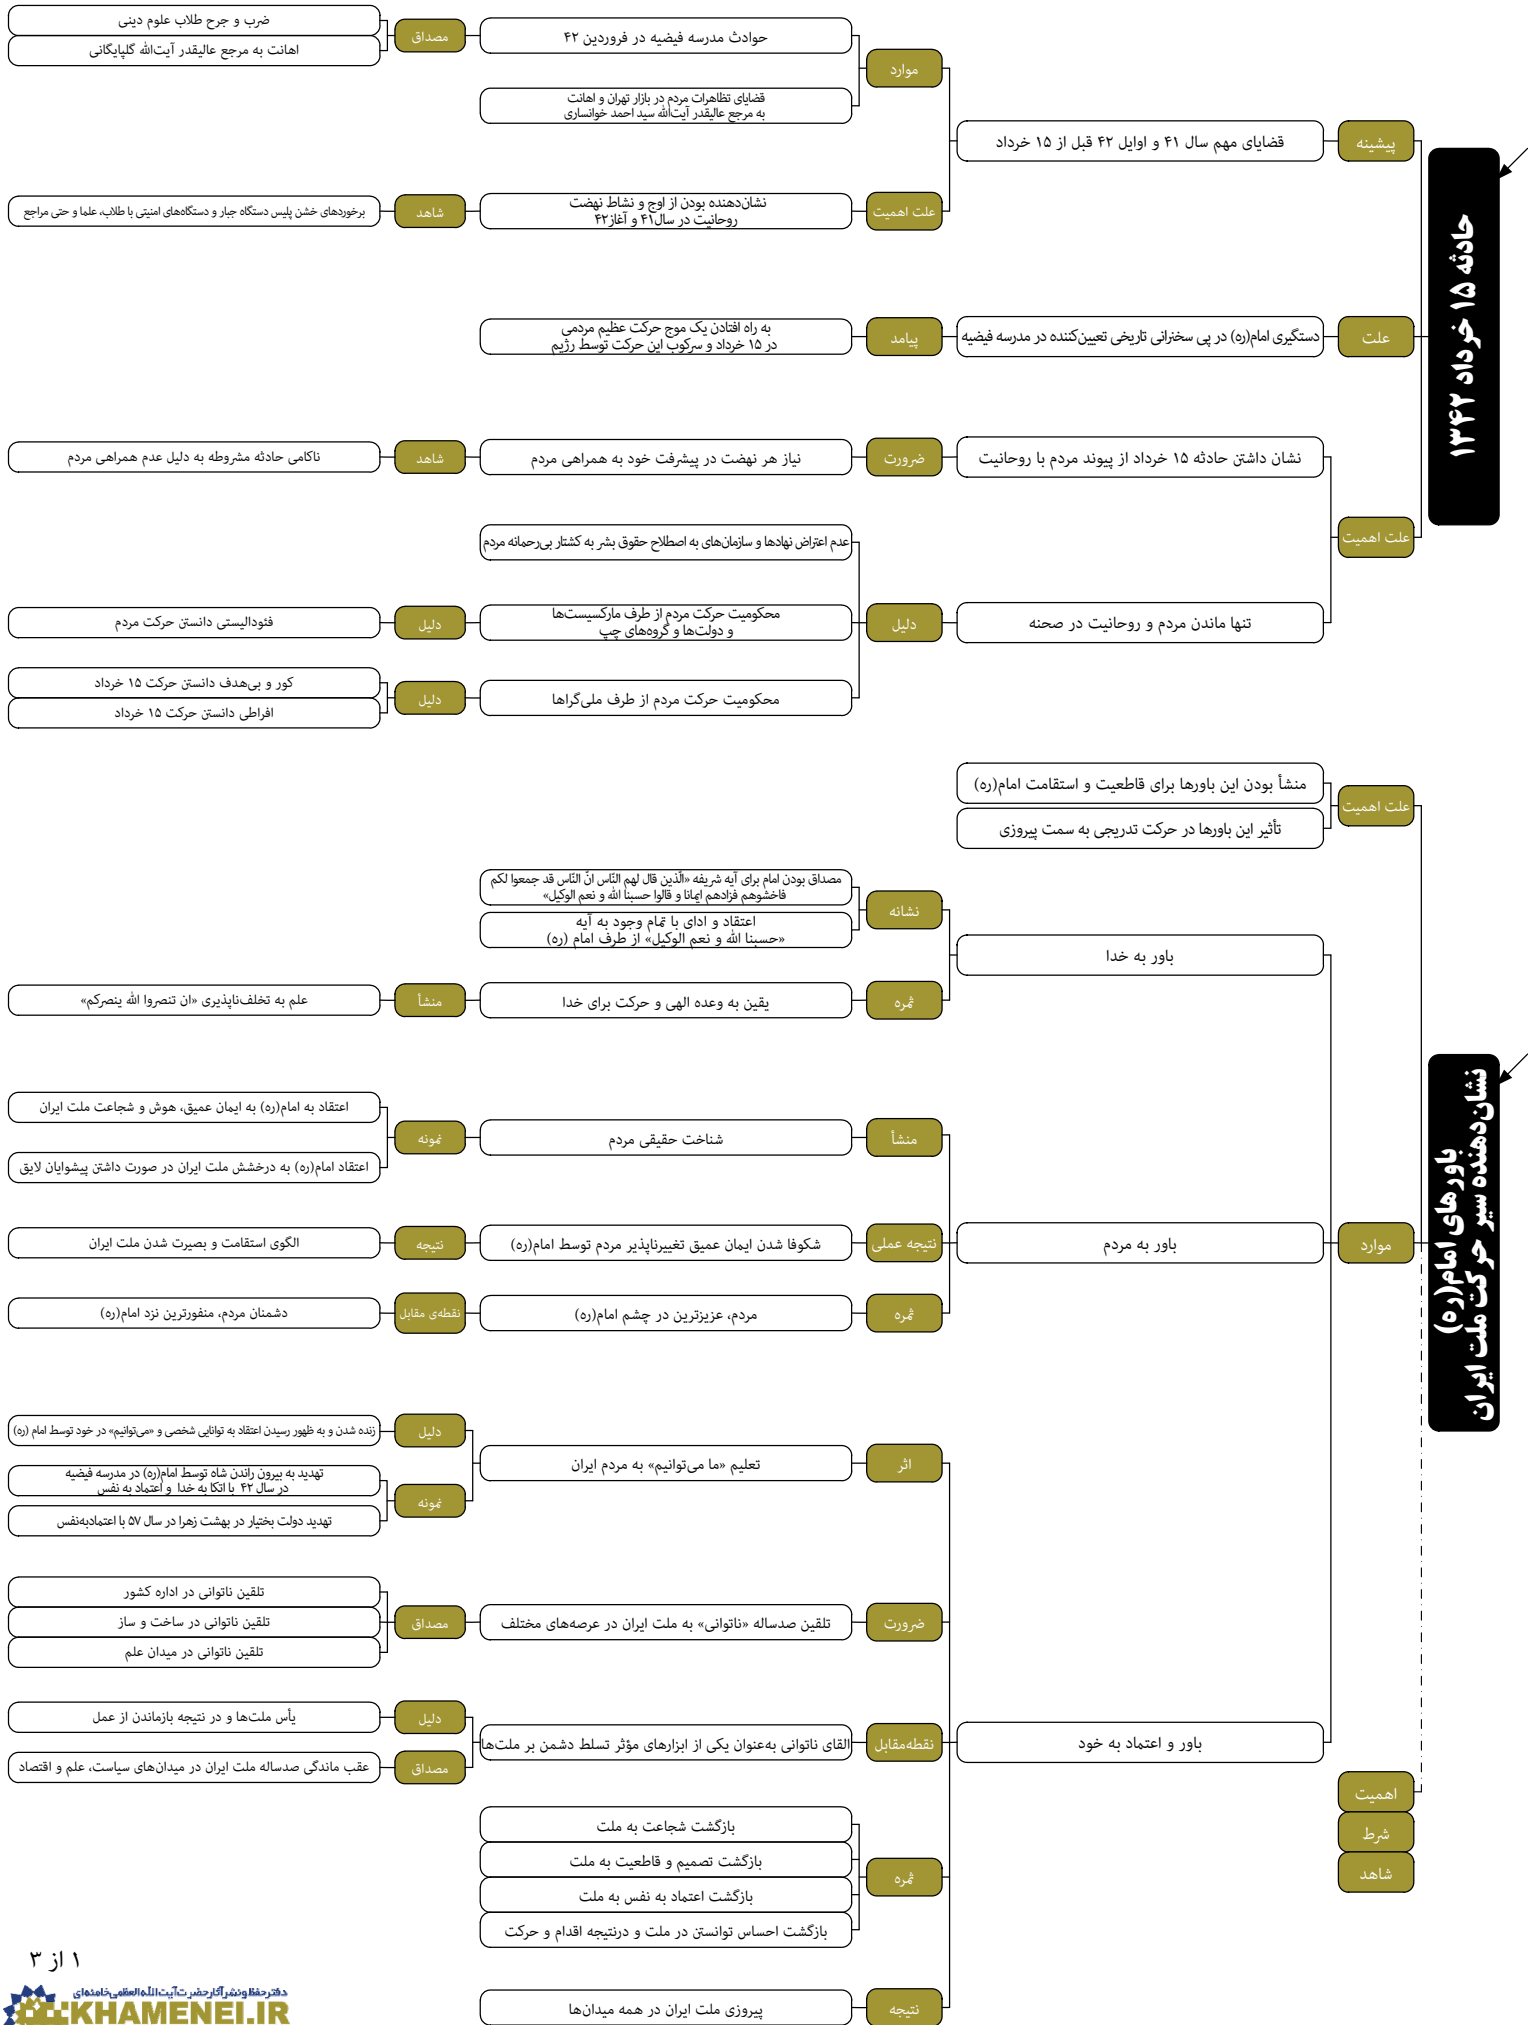 حادثه ۱۵ خرداد ۱۳۴۲
پیشینه
قضایای مهم سال ۴۱ و اوایل ۴۲ قبل از ۱۵ خرداد
موارد
حوادث مدرسه فیضیه در فروردین ۴۲
مصداق
ضرب و جرح طلاب علوم دینی
اهانت به مرجع عالیقدر آیت‌الله گلپایگانی
قضایای تظاهرات مردم در بازار تهران و اهانت
به مرجع عالیقدر آیت‌الله سید احمد خوانساری
علت اهمیت
نشان‌دهنده بودن از اوج و نشاط نهضت
روحانیت در سال۴۱ و آغاز۴۲
شاهد
برخوردهای خشن پلیس دستگاه جبار و دستگاه‌های امنیتی با طلاب، علما و حتی مراجع
علت
دستگیری امام(ره) در پی سخنرانی تاریخی تعیین‌کننده در مدرسه فیضیه
پیامد
به راه افتادن یک موج حرکت عظیم مردمی
در ۱۵ خرداد و سرکوب این حرکت توسط رژیم
علت اهمیت
نشان داشتن حادثه ۱۵ خرداد از پیوند مردم با روحانیت
ضرورت
نیاز هر نهضت در پیشرفت خود به همراهی مردم
شاهد
ناکامی حادثه مشروطه به دلیل عدم همراهی مردم
تنها ماندن مردم و روحانیت در صحنه
دلیل
عدم اعتراض نهادها و سازمان‌های به اصطلاح حقوق بشر به کشتار بی‌رحمانه مردم
محکومیت حرکت مردم از طرف مارکسیست‌ها
و دولت‌ها و گروه‌های چپ
دلیل
فئودالیستی دانستن حرکت مردم
محکومیت حرکت مردم از طرف ملی‌گراها
دلیل
کور و بی‌هدف دانستن حرکت ۱۵ خرداد
افراطی دانستن حرکت ۱۵ خرداد
باورهای امام(ره)
نشان‌دهنده سیر حرکت ملت ایران
علت اهمیت
منشأ بودن این باورها برای قاطعیت و استقامت امام(ره)
تأثیر این باورها در حرکت تدریجی به سمت پیروزی
موارد
باور به خدا
نشانه
مصداق بودن امام برای آیه شریفه «الّذین قال لهم النّاس انّ النّاس قد جمعوا لکم
فاخشوهم فزادهم ایمانا و قالوا حسبنا الله و نعم الوکیل»
اعتقاد و ادای با تمام وجود به آیه
«حسبنا الله و نعم الوکیل» از طرف امام (ره)
ثمره
یقین به وعده الهی و حرکت برای خدا
منشأ
علم به تخلف‌ناپذیری «ان تنصروا الله ینصرکم»
باور به مردم
منشأ
شناخت حقیقی مردم
نمونه
اعتقاد به امام(ره) به ایمان عمیق، هوش و شجاعت ملت ایران
اعتقاد امام(ره) به درخشش ملت ایران در صورت داشتن پیشوایان لایق
نتیجه عملی
شکوفا شدن ایمان عمیق تغییرناپذیر مردم توسط امام(ره)
نتیجه
الگوی استقامت و بصیرت شدن ملت ایران
ثمره
مردم، عزیزترین در چشم امام(ره)
نقطه‌ی مقابل
دشمنان مردم، منفورترین نزد امام(ره)
باور و اعتماد به خود
اثر
تعلیم «ما می‌توانیم» به مردم ایران
دلیل
زنده شدن و به ظهور رسیدن اعتقاد به توانایی شخصی و «می‌توانیم» در خود توسط امام (ره)
نمونه
تهدید به بیرون راندن شاه توسط امام(ره) در مدرسه فیضیه
در سال ۴۲ با اتکا به خدا و اعتماد به نفس
تهدید دولت بختیار در بهشت زهرا در سال ۵۷ با اعتمادبه‌نفس
ضرورت
تلقین صدساله «ناتوانی» به ملت ایران در عرصه‌های مختلف
مصداق
تلقین ناتوانی در اداره کشور
تلقین ناتوانی در ساخت و ساز
تلقین ناتوانی در میدان علم
نقطه‌مقابل
القای ناتوانی به‌عنوان یکی از ابزارهای مؤثر تسلط دشمن بر ملت‌ها
دلیل
یأس ملت‌ها و در نتیجه بازماندن از عمل
مصداق
عقب ماندگی صدساله ملت ایران در میدان‌های سیاست، علم و اقتصاد
ثمره
بازگشت شجاعت به ملت
بازگشت تصمیم و قاطعیت به ملت
بازگشت اعتماد به نفس به ملت
بازگشت احساس توانستن در ملت و درنتیجه اقدام و حرکت
نتیجه
پیروزی ملت ایران در همه میدان‌ها
اهمیت
شرط
شاهد
۱ از ۳
دفتر حفظ و نشر آثار حضرت آیت‌الله العظمی خامنه‌ای
KHAMENEI.IR